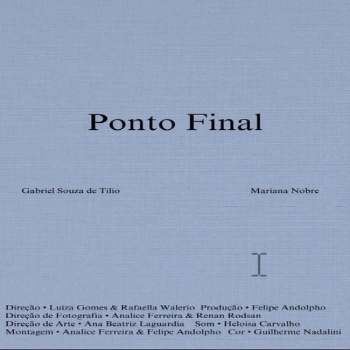 Ponto Final
Gabriel Souza de Tilio Mariana Nobre
Direção • Luiza Gomes & Rafaella Walerio Produção • Felipe Andolpho
Direção de Fotografia • Analice Ferreira & Renan Rodsan
Direção de Arte • Ana Beatriz Laguardia Som • Heloisa Carvalho
Montagem • Analice Ferreira & Felipe Andolpho Cor • Guilherme Nadalini